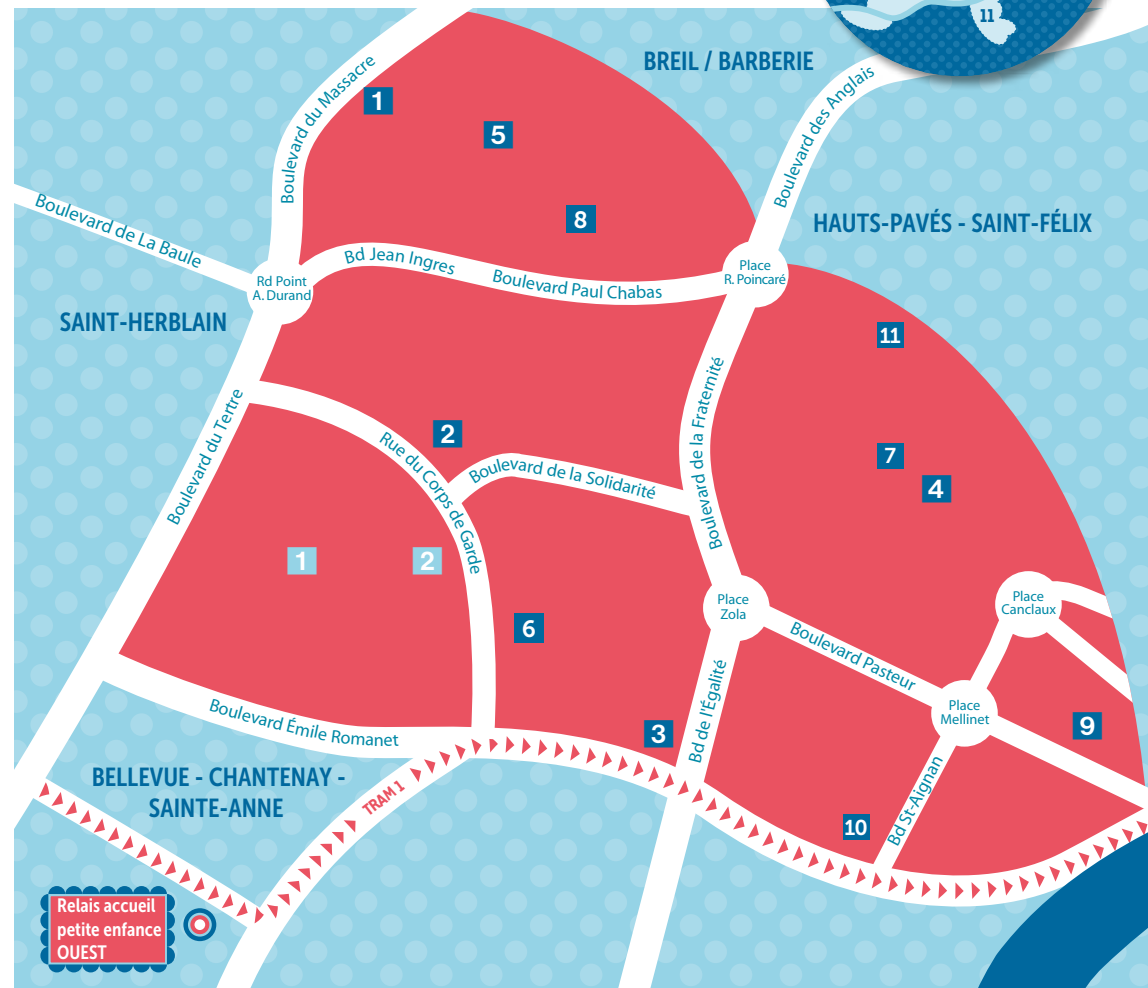 11
BREIL / BARBERIE
Boulevard du Massacre
1
Boulevard des Anglais
5
Boulevard de La Baule
8
HAUTS-PAVÉS - SAINT-FÉLIX
Bd Jean Ingres
Boulevard Paul Chabas
Place
R. Poincaré
Rd Point
A. Durand
SAINT-HERBLAIN
11
Boulevard du Tertre
Boulevard de la Fraternité
2
Rue du Corps de Garde
Boulevard de la Solidarité
7
4
1
2
Place
Zola
Place
Canclaux
6
Boulevard Pasteur
Bd de l'Égalité
Place
Mellinet
Boulevard Émile Romanet
3
9
BELLEVUE - CHANTENAY -
SAINTE-ANNE
TRAM 1
10
Bd St-Aignan
Relais accueil
petite enfance
OUEST